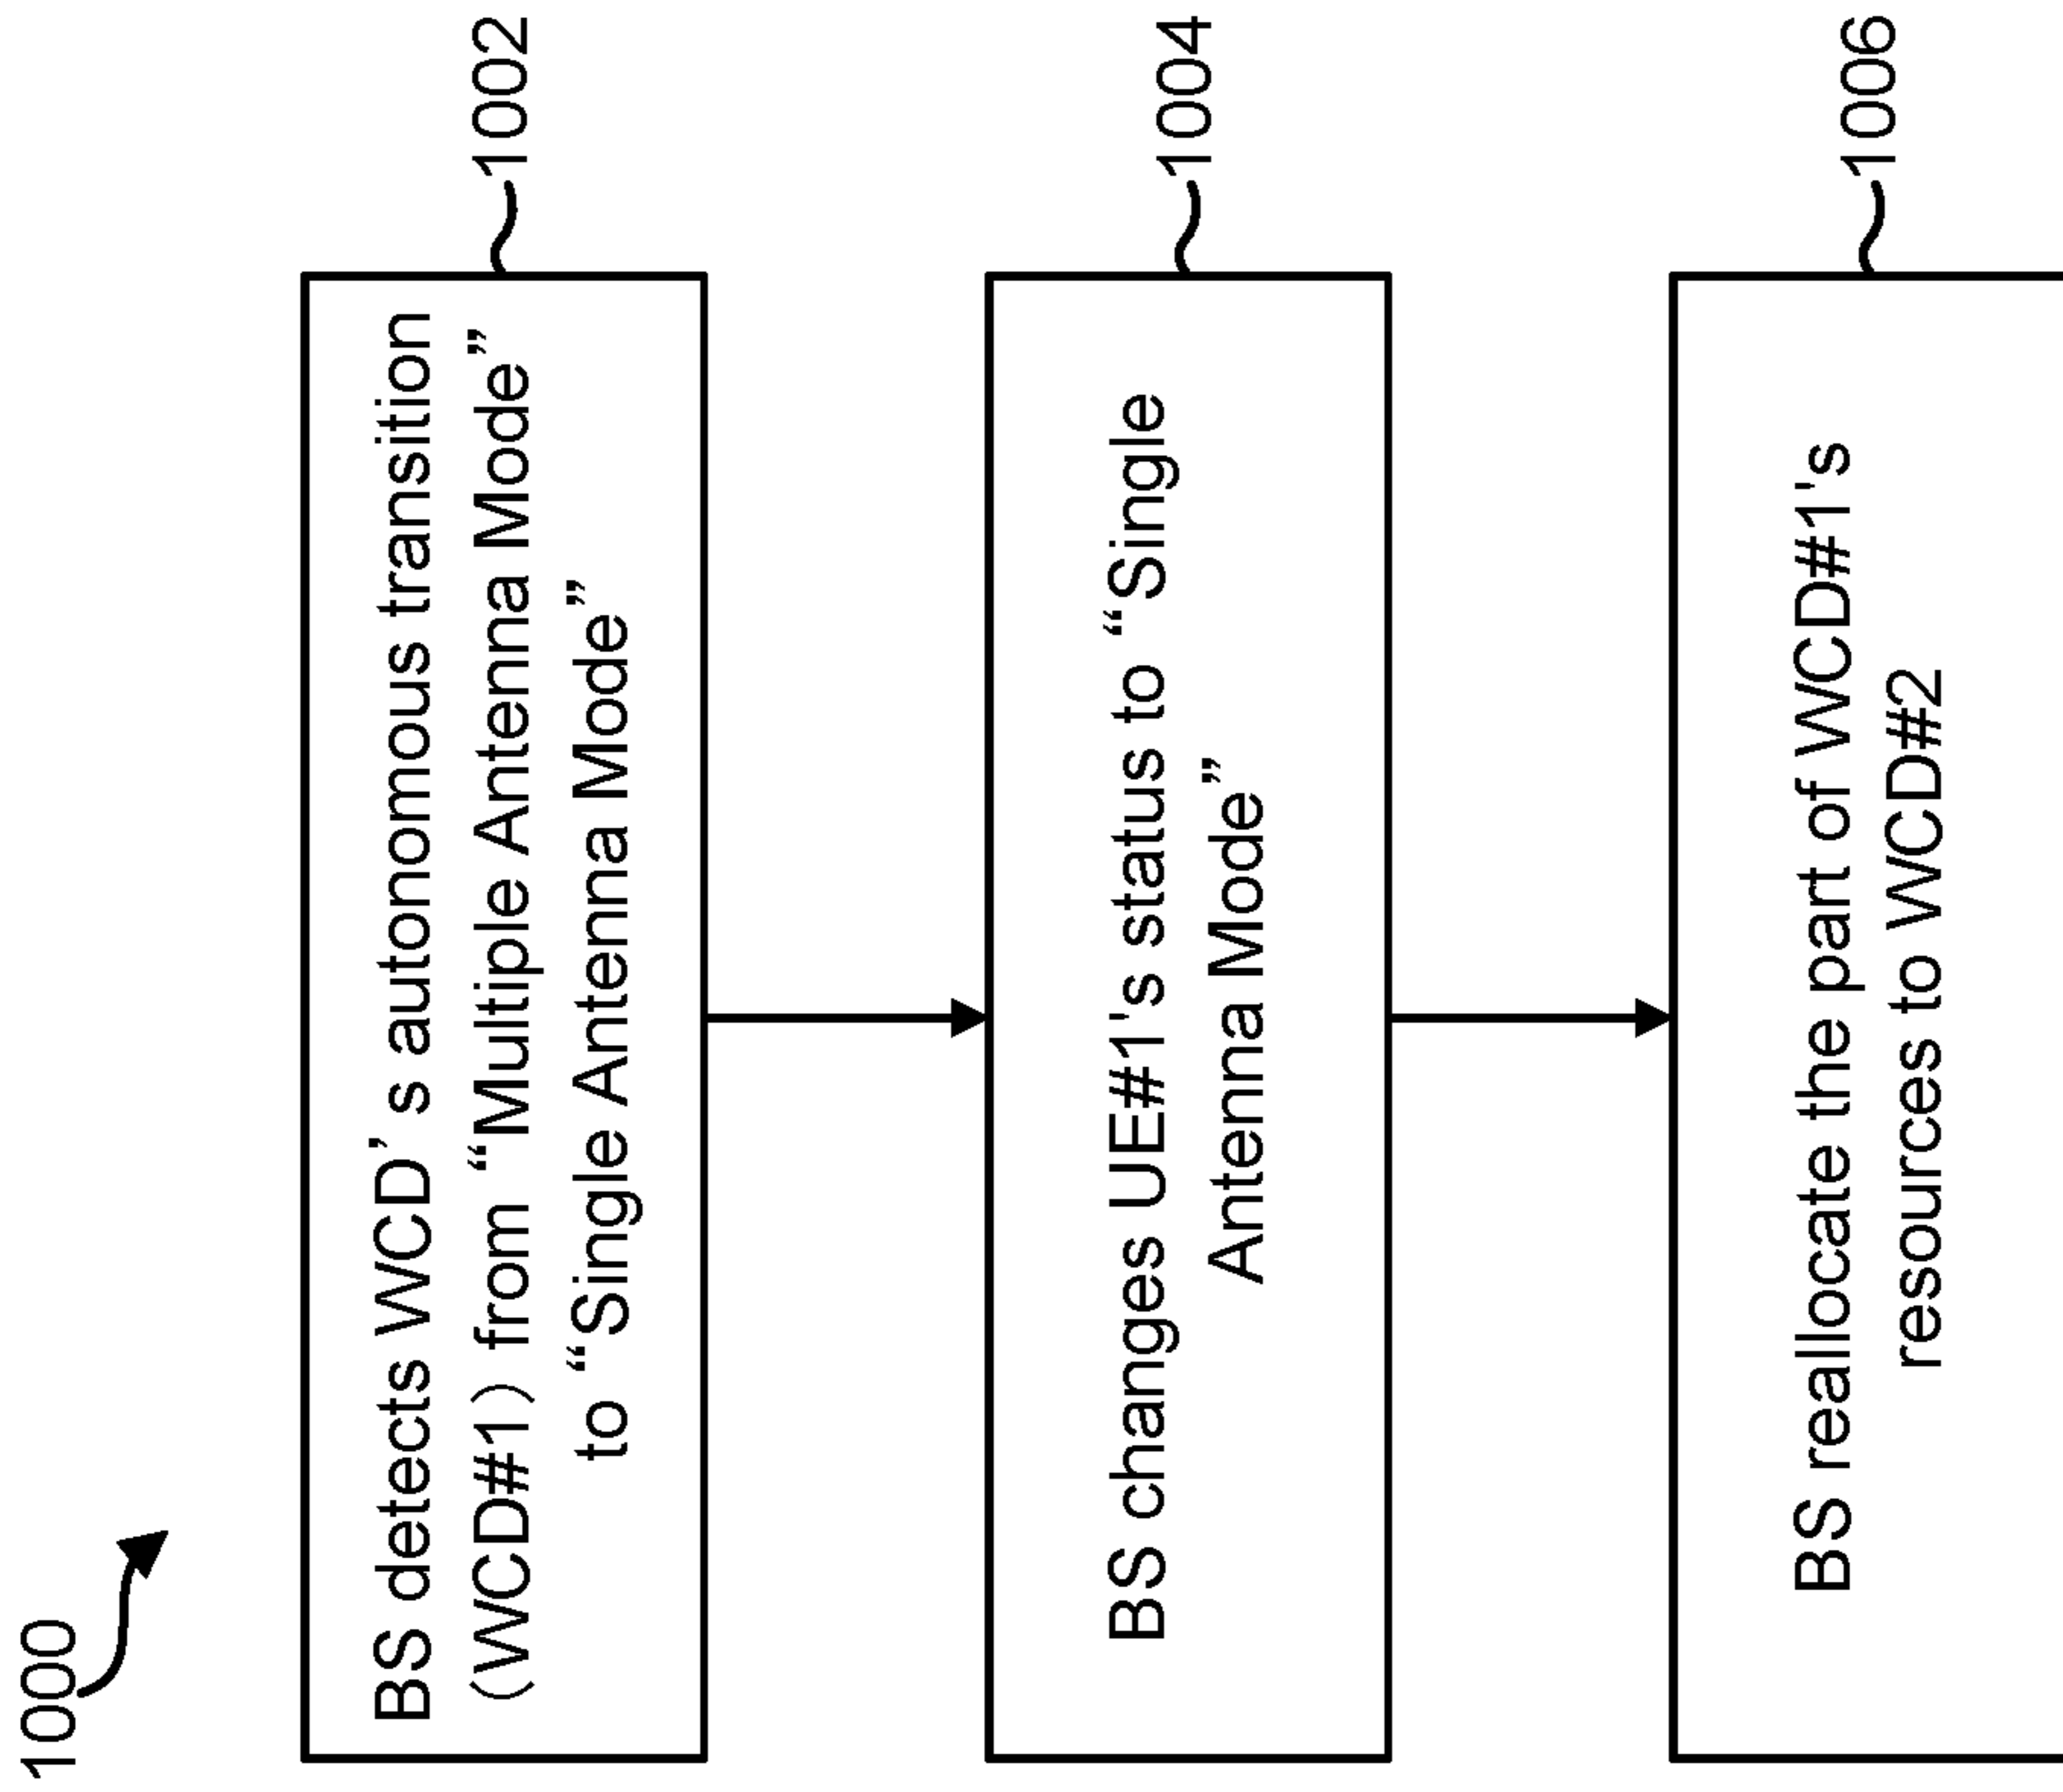 1000
BS detects WCD’s autonomous transition
(WCD#1) from “Multiple Antenna Mode”
to “Single Antenna Mode”
1002
BS changes UE#1's status to “Single
Antenna Mode”
1004
BS reallocate the part of WCD#1's
resources to WCD#2
1006